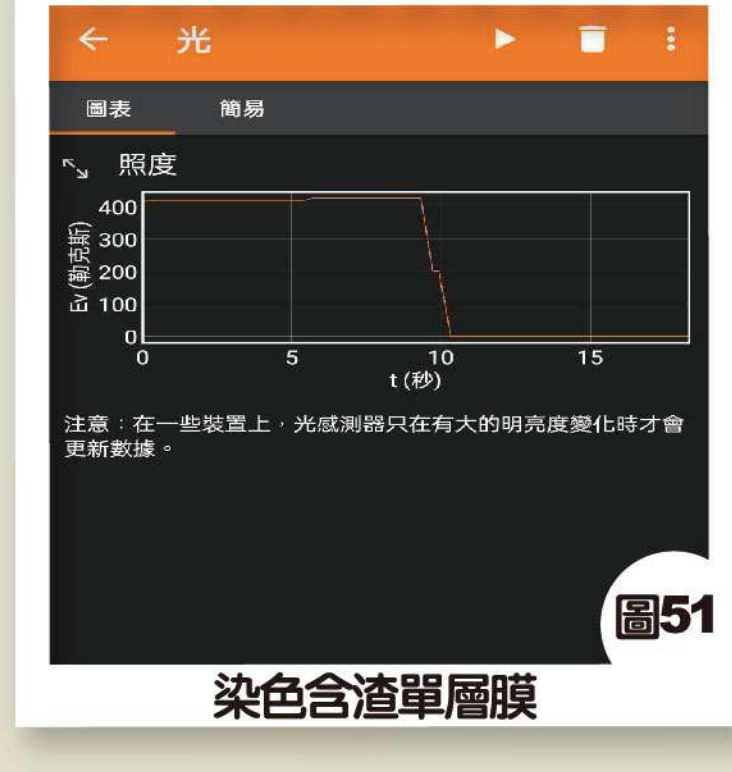 光
圖表 簡易
照度
400
300
200
100
0
Ev (勒克斯)
0 5 10 15
t (秒)
注意：在一些裝置上，光感測器只在有大的明亮度變化時才會
更新數據。
圖51
染色含渣單層膜